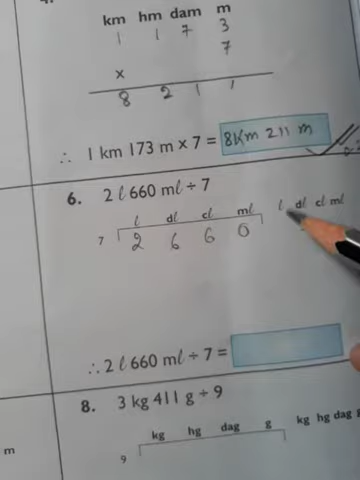 km hm dam m
1 1 7 3
× 7
8 2 1 1
∴ 1 km 173 m × 7 = 8Km 211 m
6. 2 l 660 ml ÷ 7
l dl cl ml l dl cl ml
7 2 6 6 0
∴ 2 l 660 ml ÷ 7 =
8. 3 kg 411 g ÷ 9
kg hg dag g kg hg dag g
9
m